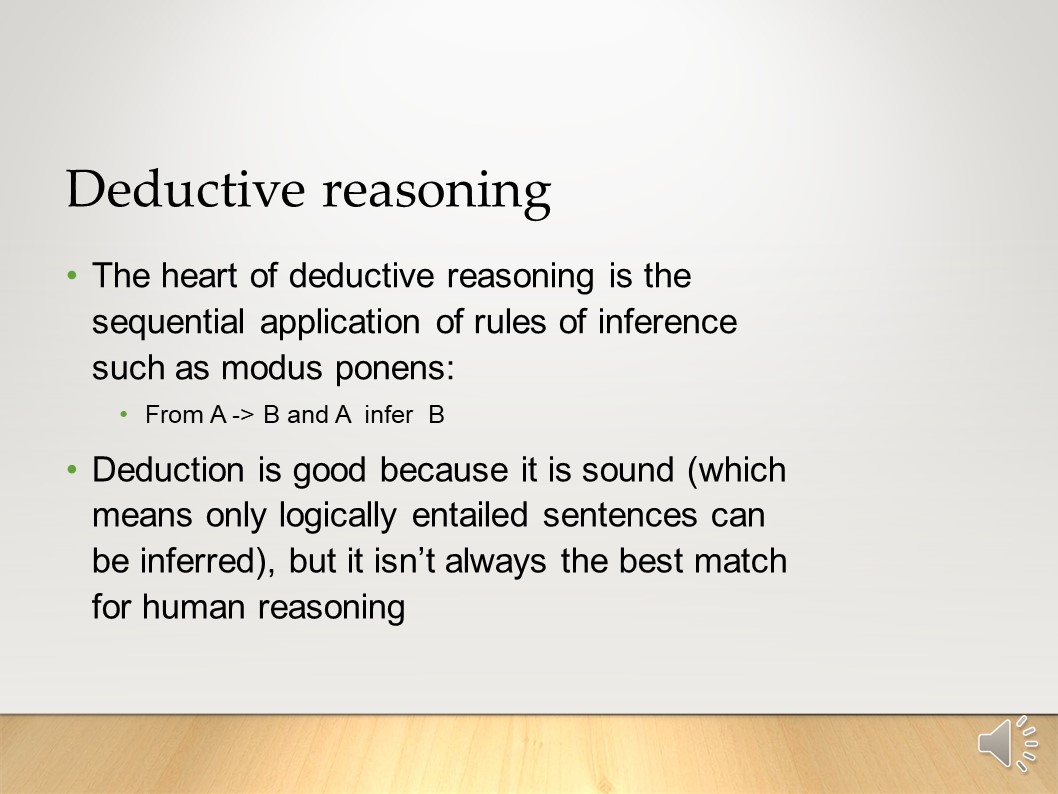 Deductive reasoning
• The heart of deductive reasoning is the
sequential application of rules of inference
such as modus ponens:
• From A -> B and A  infer  B
• Deduction is good because it is sound (which
means only logically entailed sentences can
be inferred), but it isn’t always the best match
for human reasoning